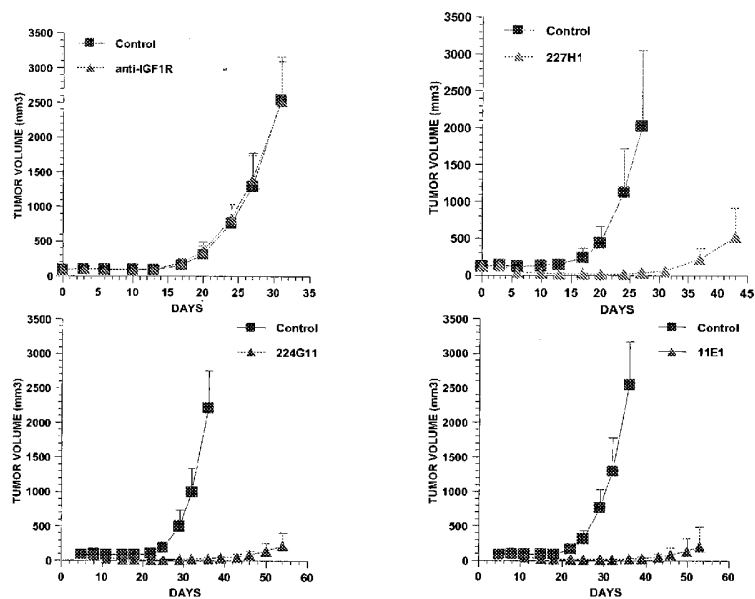 3500
3000
2500
2000
1500
1000
500
0
TUMOR VOLUME (mm3)
Control
anti-IGF1R
0 5 10 15 20 25 30 35
DAYS
3500
3000
2500
2000
1500
1000
500
0
TUMOR VOLUME (mm3)
Control
227H1
0 5 10 15 20 25 30 35 40 45
DAYS
3500
3000
2500
2000
1500
1000
500
0
TUMOR VOLUME (mm3)
Control
224G11
0 10 20 30 40 50 60
DAYS
3500
3000
2500
2000
1500
1000
500
0
TUMOR VOLUME (mm3)
Control
11E1
0 10 20 30 40 50 60
DAYS